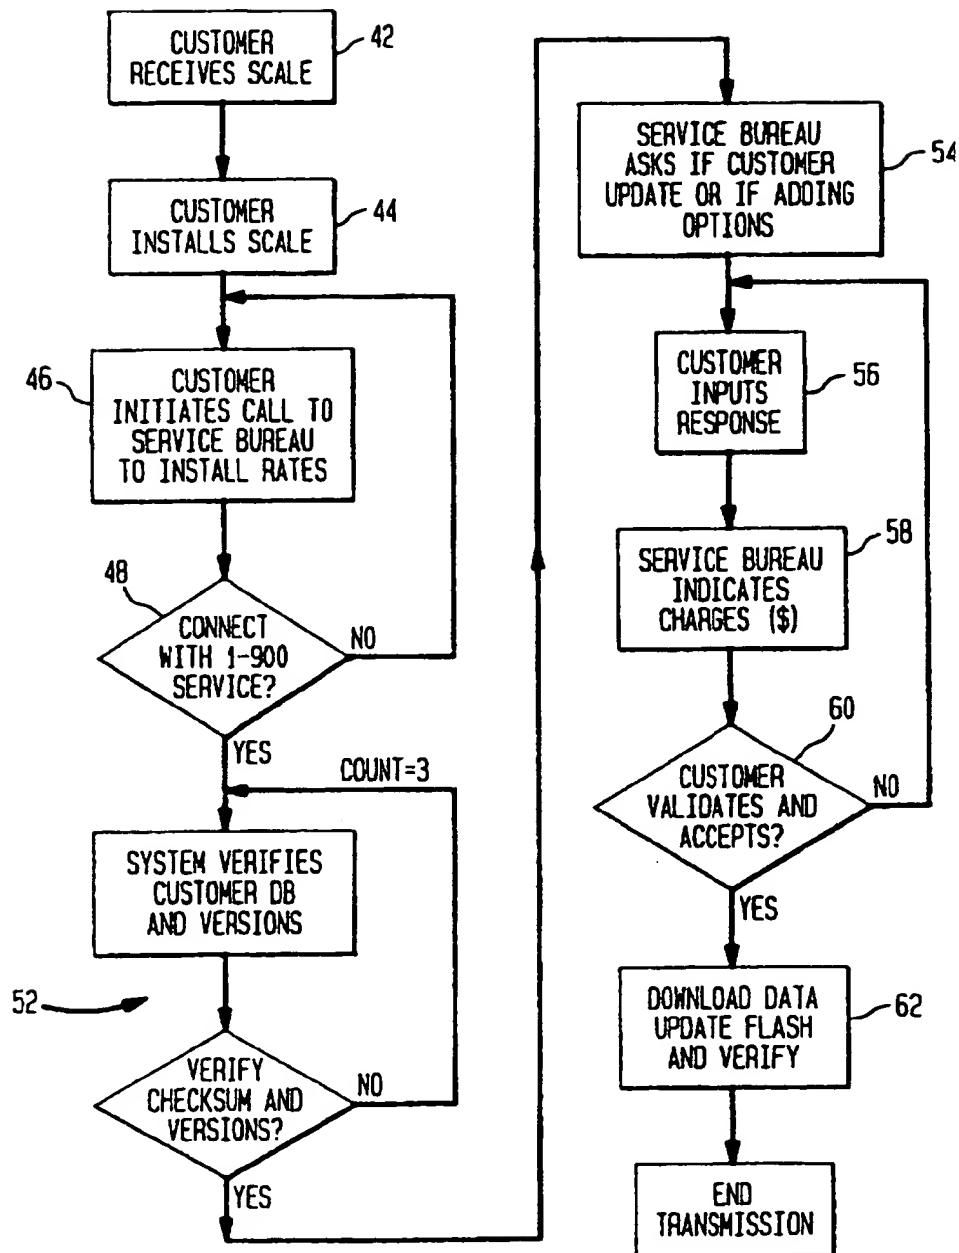 CUSTOMER
RECEIVES SCALE
42
CUSTOMER
INSTALLS SCALE
44
46
CUSTOMER
INITIATES CALL TO
SERVICE BUREAU
TO INSTALL RATES
48
CONNECT
WITH 1-900
SERVICE?
NO
YES
COUNT=3
SYSTEM VERIFIES
CUSTOMER DB
AND VERSIONS
52
VERIFY
CHECKSUM AND
VERSIONS?
NO
YES
SERVICE BUREAU
ASKS IF CUSTOMER
UPDATE OR IF ADDING
OPTIONS
54
CUSTOMER
INPUTS
RESPONSE
56
SERVICE BUREAU
INDICATES
CHARGES ($)
58
60
CUSTOMER
VALIDATES AND
ACCEPTS?
NO
YES
DOWNLOAD DATA
UPDATE FLASH
AND VERIFY
62
END
TRANSMISSION